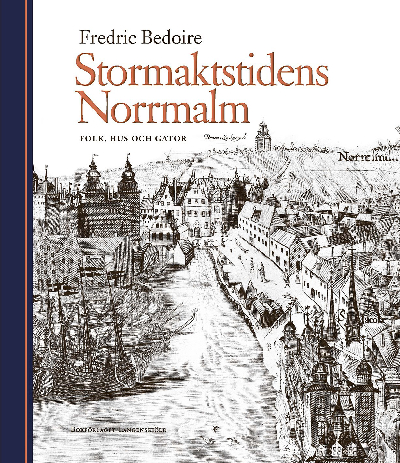 Fredric Bedoire
Stormaktstidens
Norrmalm
FOLK, HUS OCH GATOR